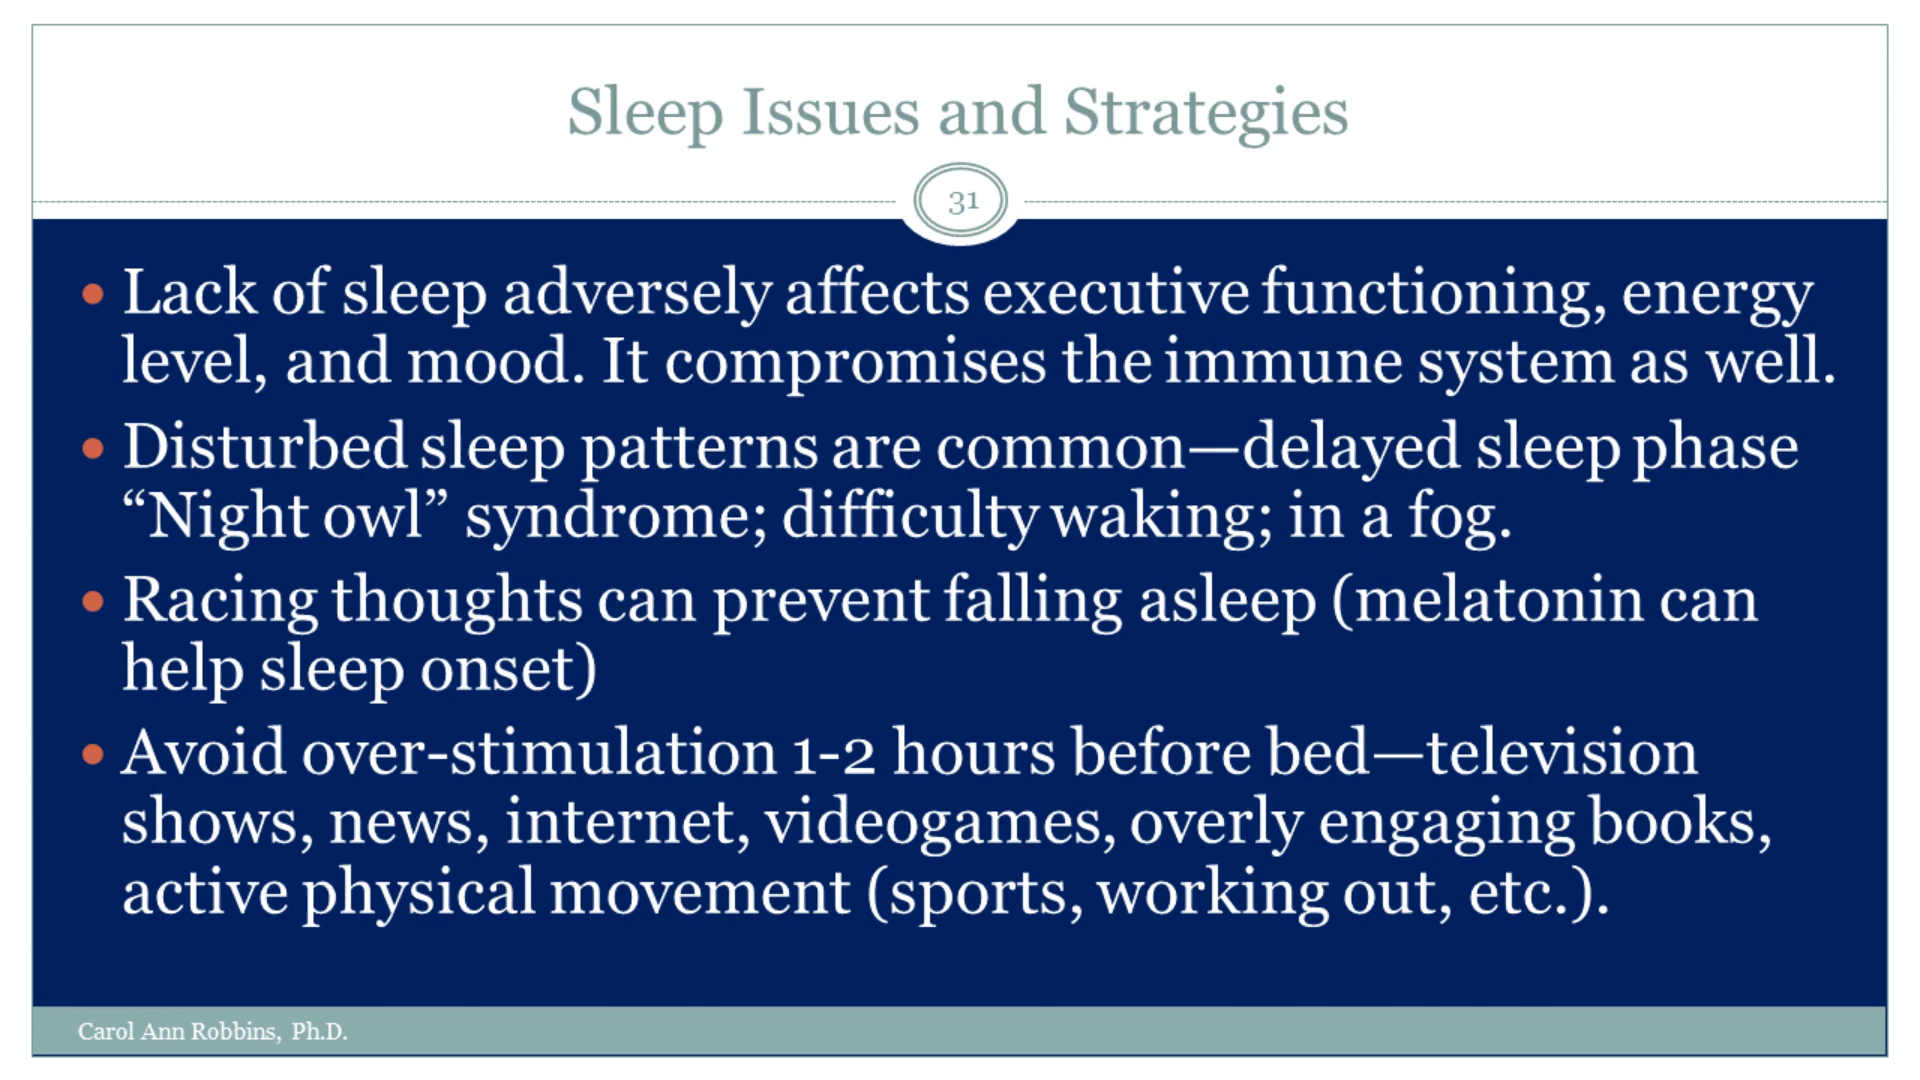 Sleep Issues and Strategies
31
• Lack of sleep adversely affects executive functioning, energy
level, and mood. It compromises the immune system as well.
• Disturbed sleep patterns are common—delayed sleep phase
“Night owl” syndrome; difficulty waking; in a fog.
• Racing thoughts can prevent falling asleep (melatonin can
help sleep onset)
• Avoid over-stimulation 1-2 hours before bed—television
shows, news, internet, videogames, overly engaging books,
active physical movement (sports, working out, etc.).
Carol Ann Robbins, Ph.D.